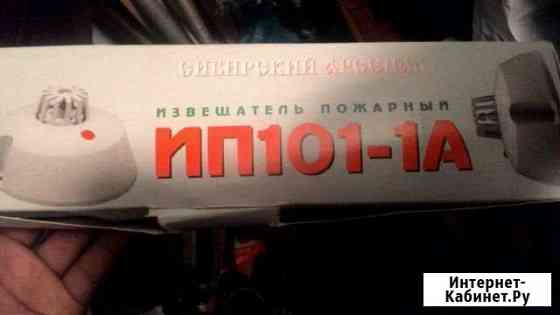 СИБИРСКИЙ АРСЕНАЛ
ИЗВЕЩАТЕЛЬ ПОЖАРНЫЙ
ИП101-1А
Интернет-
Кабинет.Ру